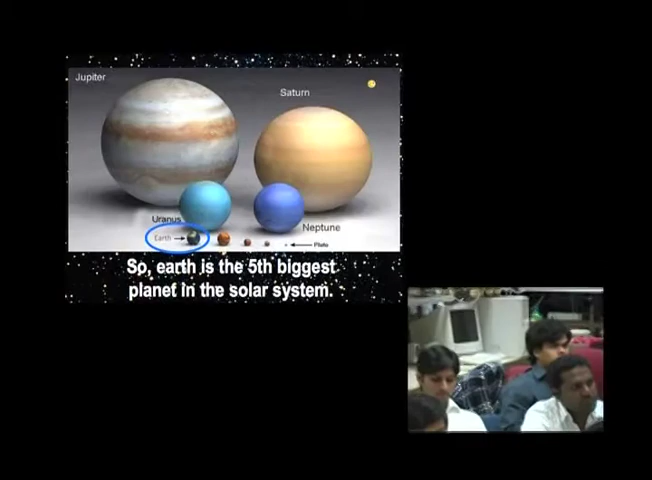 Jupiter
Saturn
Uranus
Neptune
Earth
Pluto
So, earth is the 5th biggest
planet in the solar system.